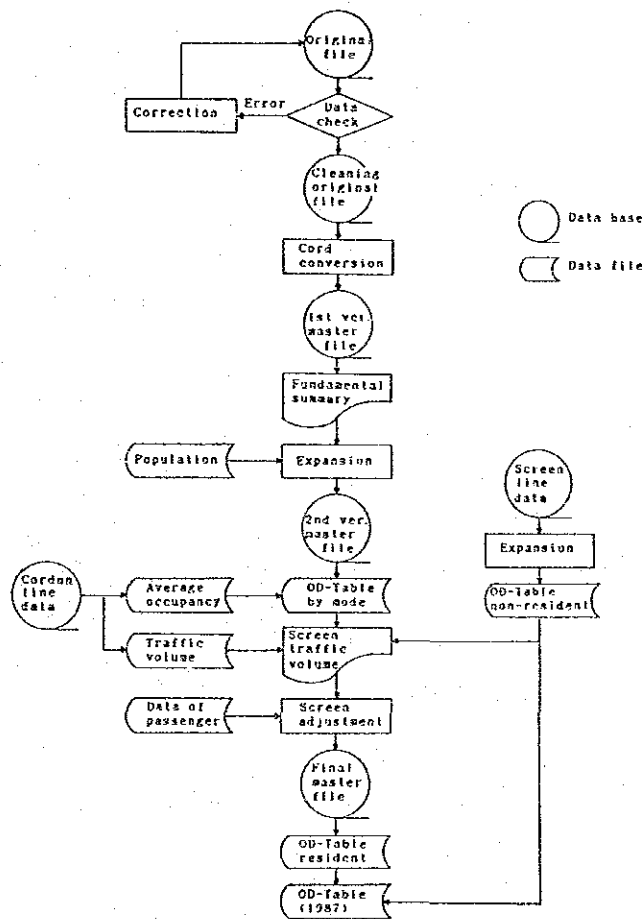 Original
file
Error
Correction
Data
check
Cleaning
originat
file
Data base
Cord
conversion
Data file
1st ver.
master
file
Fundamental
summary
Population
Expansion
Screen
line
data
2nd ver.
master
file
Expansion
Cordon
line
data
Average
occupancy
OD-Table
by mode
OD-Table
non-resident
Traffic
volume
Screen
traffic
volume
Data of
passenger
Screen
adjustment
Final
master
file
OD-Table
resident
OD-Table
(1987)